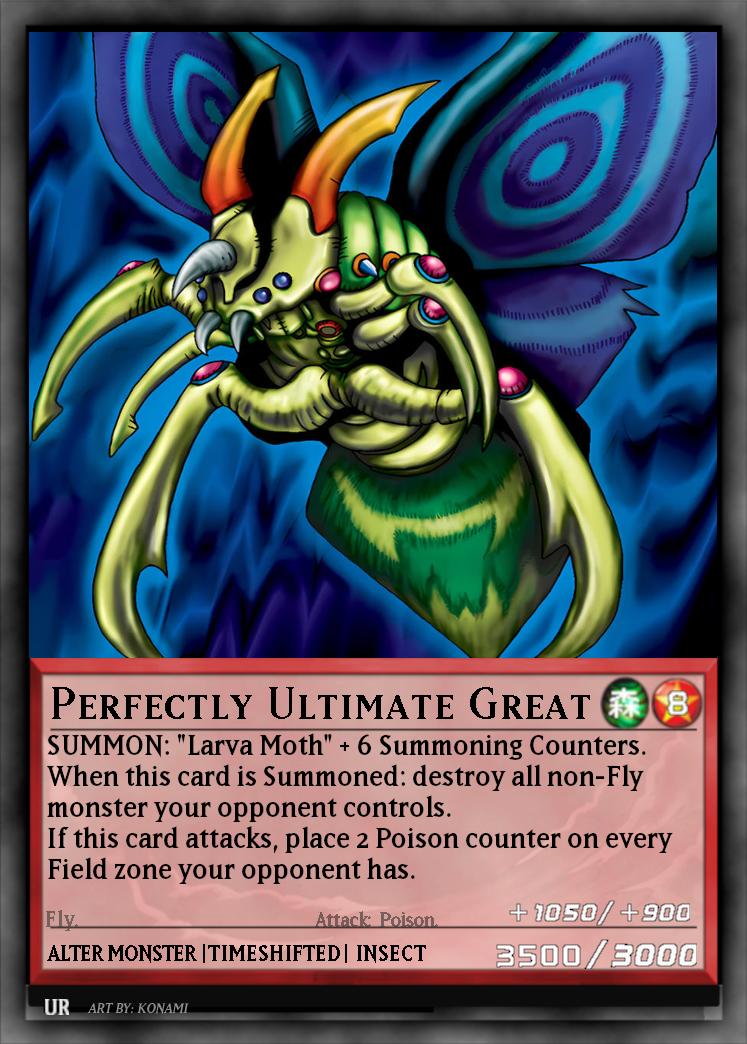 PERFECTLY ULTIMATE GREAT 森 8
SUMMON: "Larva Moth" + 6 Summoning Counters.
When this card is Summoned: destroy all non-Fly
monster your opponent controls.
If this card attacks, place 2 Poison counter on every
Field zone your opponent has.
Fly. Attack: Poison. +1050/ +900
ALTER MONSTER |TIMESHIFTED| INSECT 3500/3000
UR ART BY: KONAMI